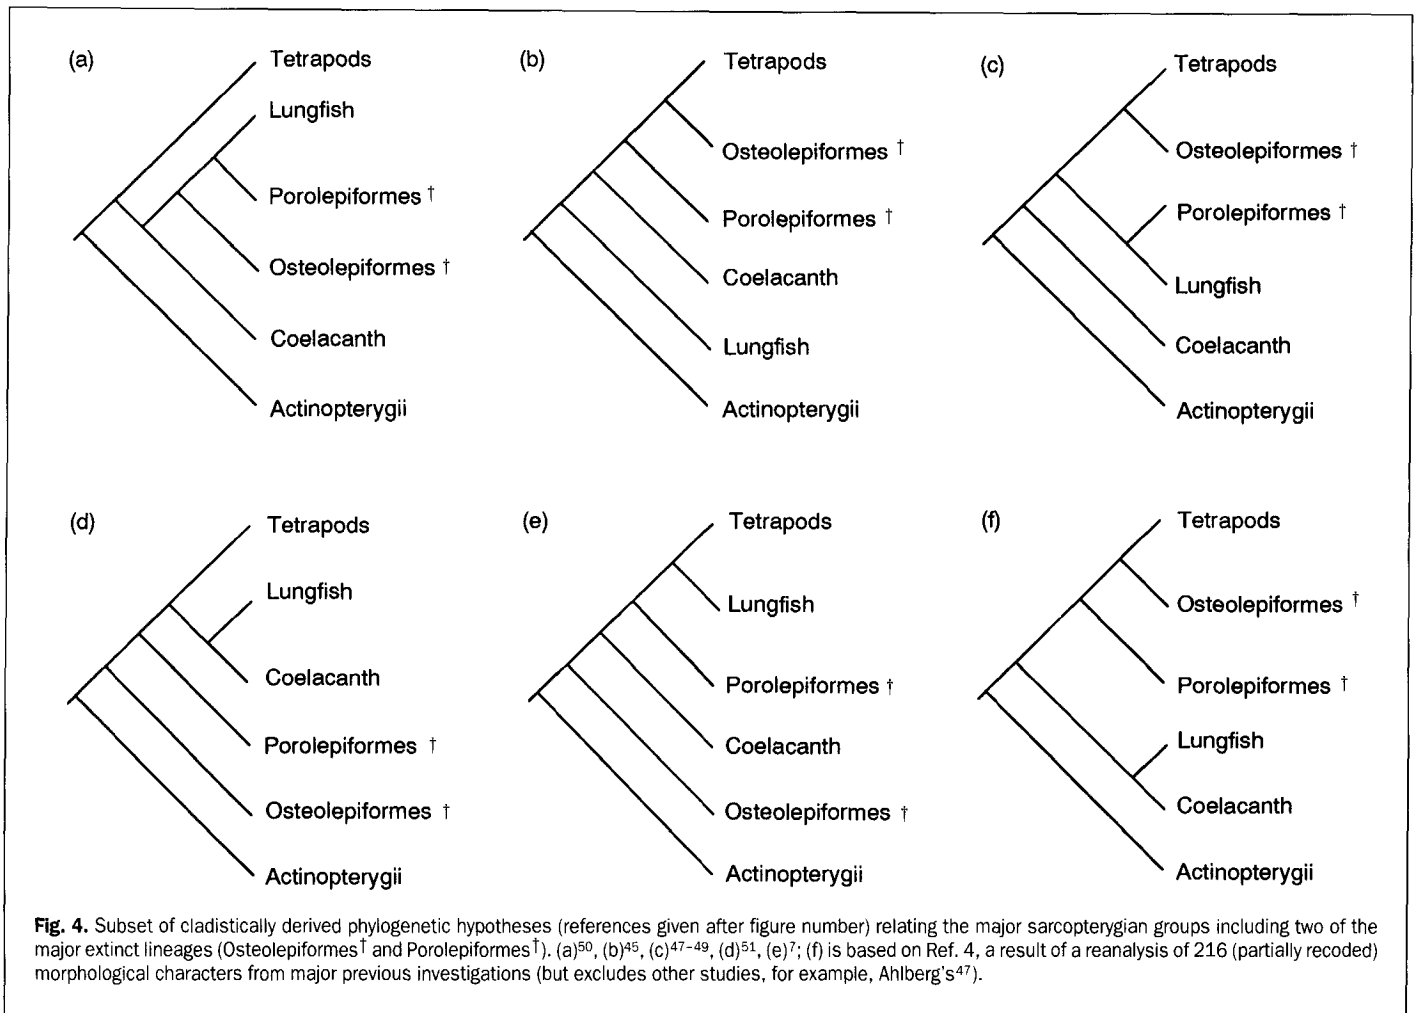 (a)
Tetrapods
Lungfish
Porolepiformes †
Osteolepiformes †
Coelacanth
Actinopterygii
(b)
Tetrapods
Osteolepiformes †
Porolepiformes †
Coelacanth
Lungfish
Actinopterygii
(c)
Tetrapods
Osteolepiformes †
Porolepiformes †
Lungfish
Coelacanth
Actinopterygii
(d)
Tetrapods
Lungfish
Coelacanth
Porolepiformes †
Osteolepiformes †
Actinopterygii
(e)
Tetrapods
Lungfish
Porolepiformes †
Coelacanth
Osteolepiformes †
Actinopterygii
(f)
Tetrapods
Osteolepiformes †
Porolepiformes †
Lungfish
Coelacanth
Actinopterygii
Fig. 4. Subset of cladistically derived phylogenetic hypotheses (references given after figure number) relating the major sarcopterygian groups including two of the
major extinct lineages (Osteolepiformes† and Porolepiformes†). (a)⁵⁰, (b)⁴⁵, (c)⁴⁷⁻⁴⁹, (d)⁵¹, (e)⁷; (f) is based on Ref. 4, a result of a reanalysis of 216 (partially recoded)
morphological characters from major previous investigations (but excludes other studies, for example, Ahlberg's⁴⁷).